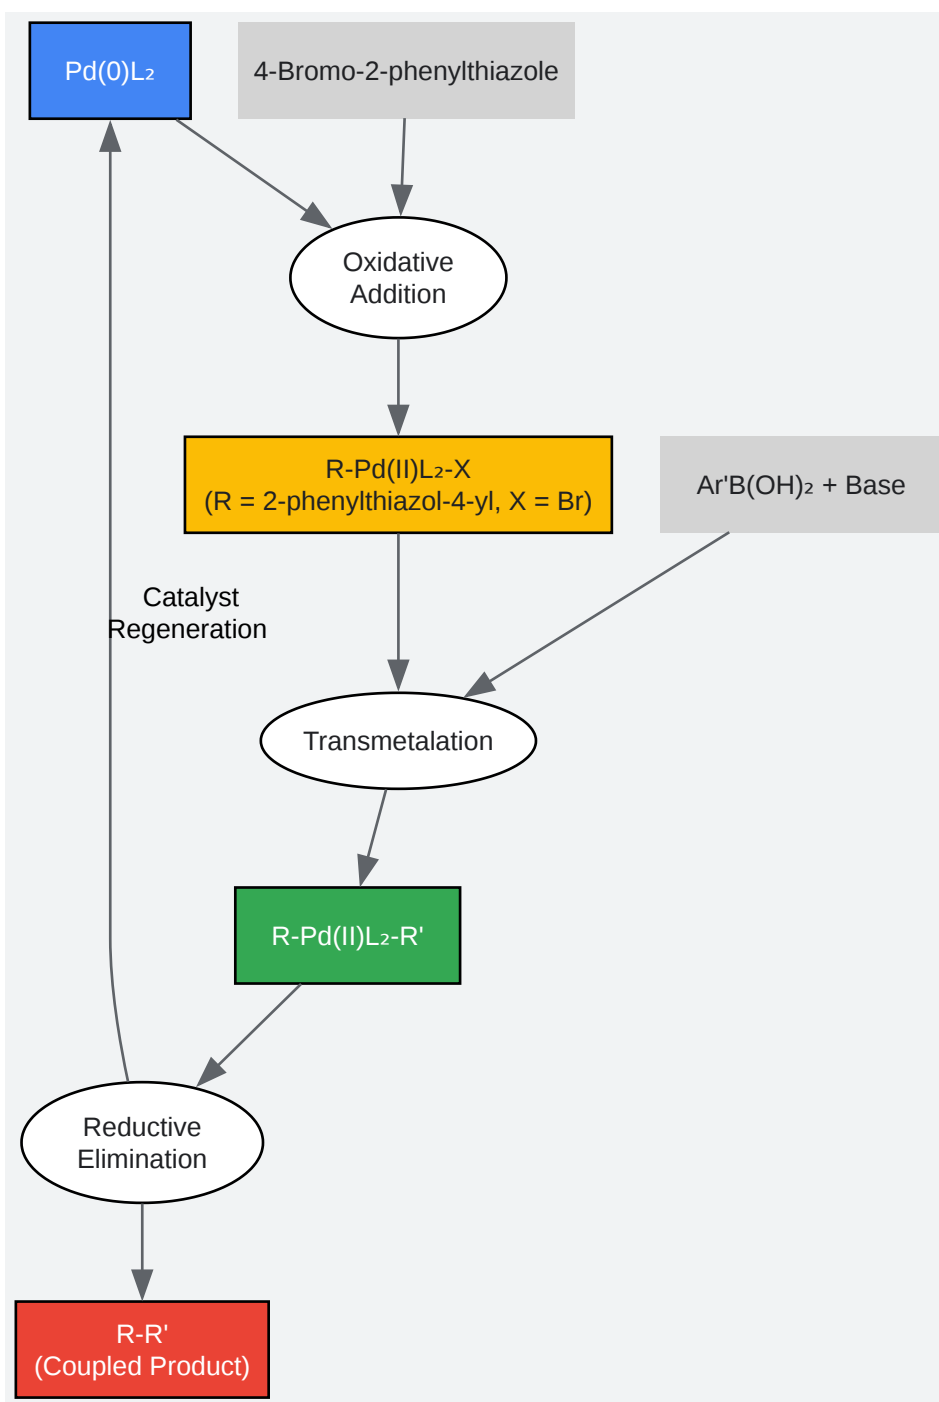 Pd(0)L₂
4-Bromo-2-phenylthiazole
Oxidative
Addition
R-Pd(II)L₂-X
(R = 2-phenylthiazol-4-yl, X = Br)
Ar'B(OH)₂ + Base
Catalyst
Regeneration
Transmetalation
R-Pd(II)L₂-R'
Reductive
Elimination
R-R'
(Coupled Product)